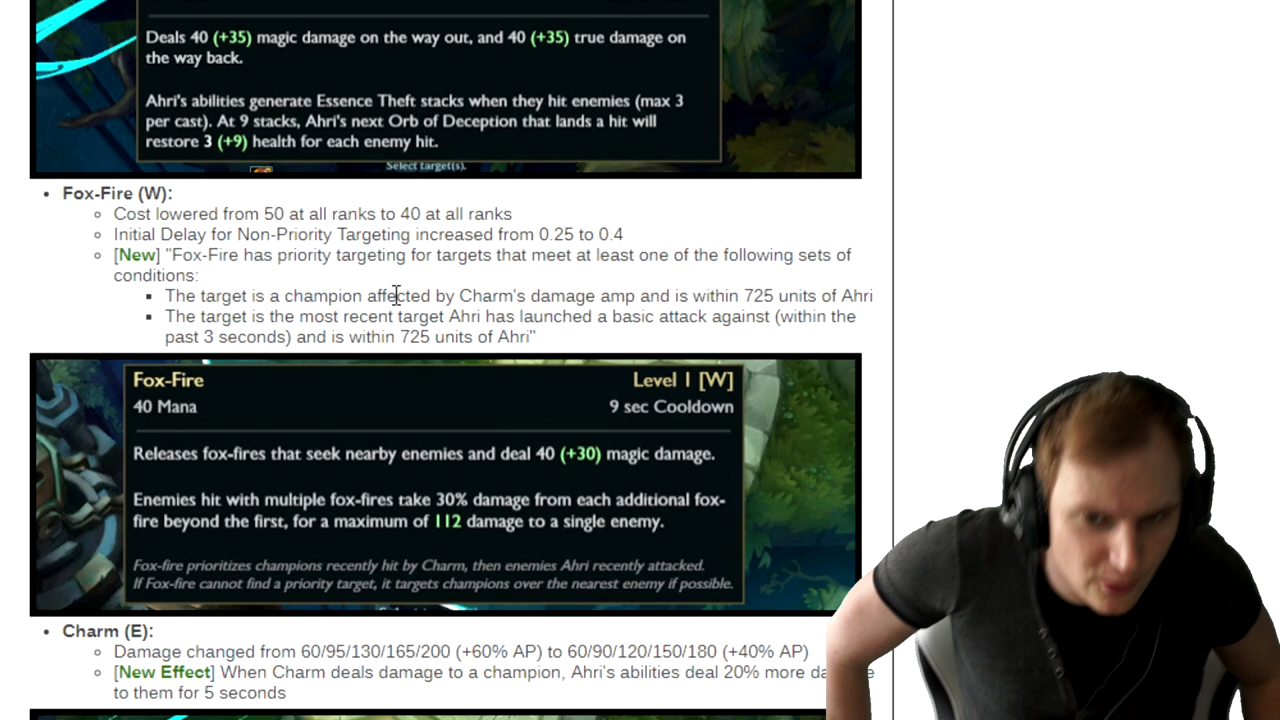 Deals 40 (+35) magic damage on the way out, and 40 (+35) true damage on
the way back.
Ahri's abilities generate Essence Theft stacks when they hit enemies (max 3
per cast). At 9 stacks, Ahri's next Orb of Deception that lands a hit will
restore 3 (+9) health for each enemy hit.
Select target(s).
• Fox-Fire (W):
Cost lowered from 50 at all ranks to 40 at all ranks
Initial Delay for Non-Priority Targeting increased from 0.25 to 0.4
[New] "Fox-Fire has priority targeting for targets that meet at least one of the following sets of
conditions:
The target is a champion affected by Charm's damage amp and is within 725 units of Ahri
The target is the most recent target Ahri has launched a basic attack against (within the
past 3 seconds) and is within 725 units of Ahri"
Fox-Fire Level 1 [W]
40 Mana 9 sec Cooldown
Releases fox-fires that seek nearby enemies and deal 40 (+30) magic damage.
Enemies hit with multiple fox-fires take 30% damage from each additional fox-
fire beyond the first, for a maximum of 112 damage to a single enemy.
Fox-fire prioritizes champions recently hit by Charm, then enemies Ahri recently attacked.
If Fox-fire cannot find a priority target, it targets champions over the nearest enemy if possible.
• Charm (E):
Damage changed from 60/95/130/165/200 (+60% AP) to 60/90/120/150/180 (+40% AP)
[New Effect] When Charm deals damage to a champion, Ahri's abilities deal 20% more
to them for 5 seconds